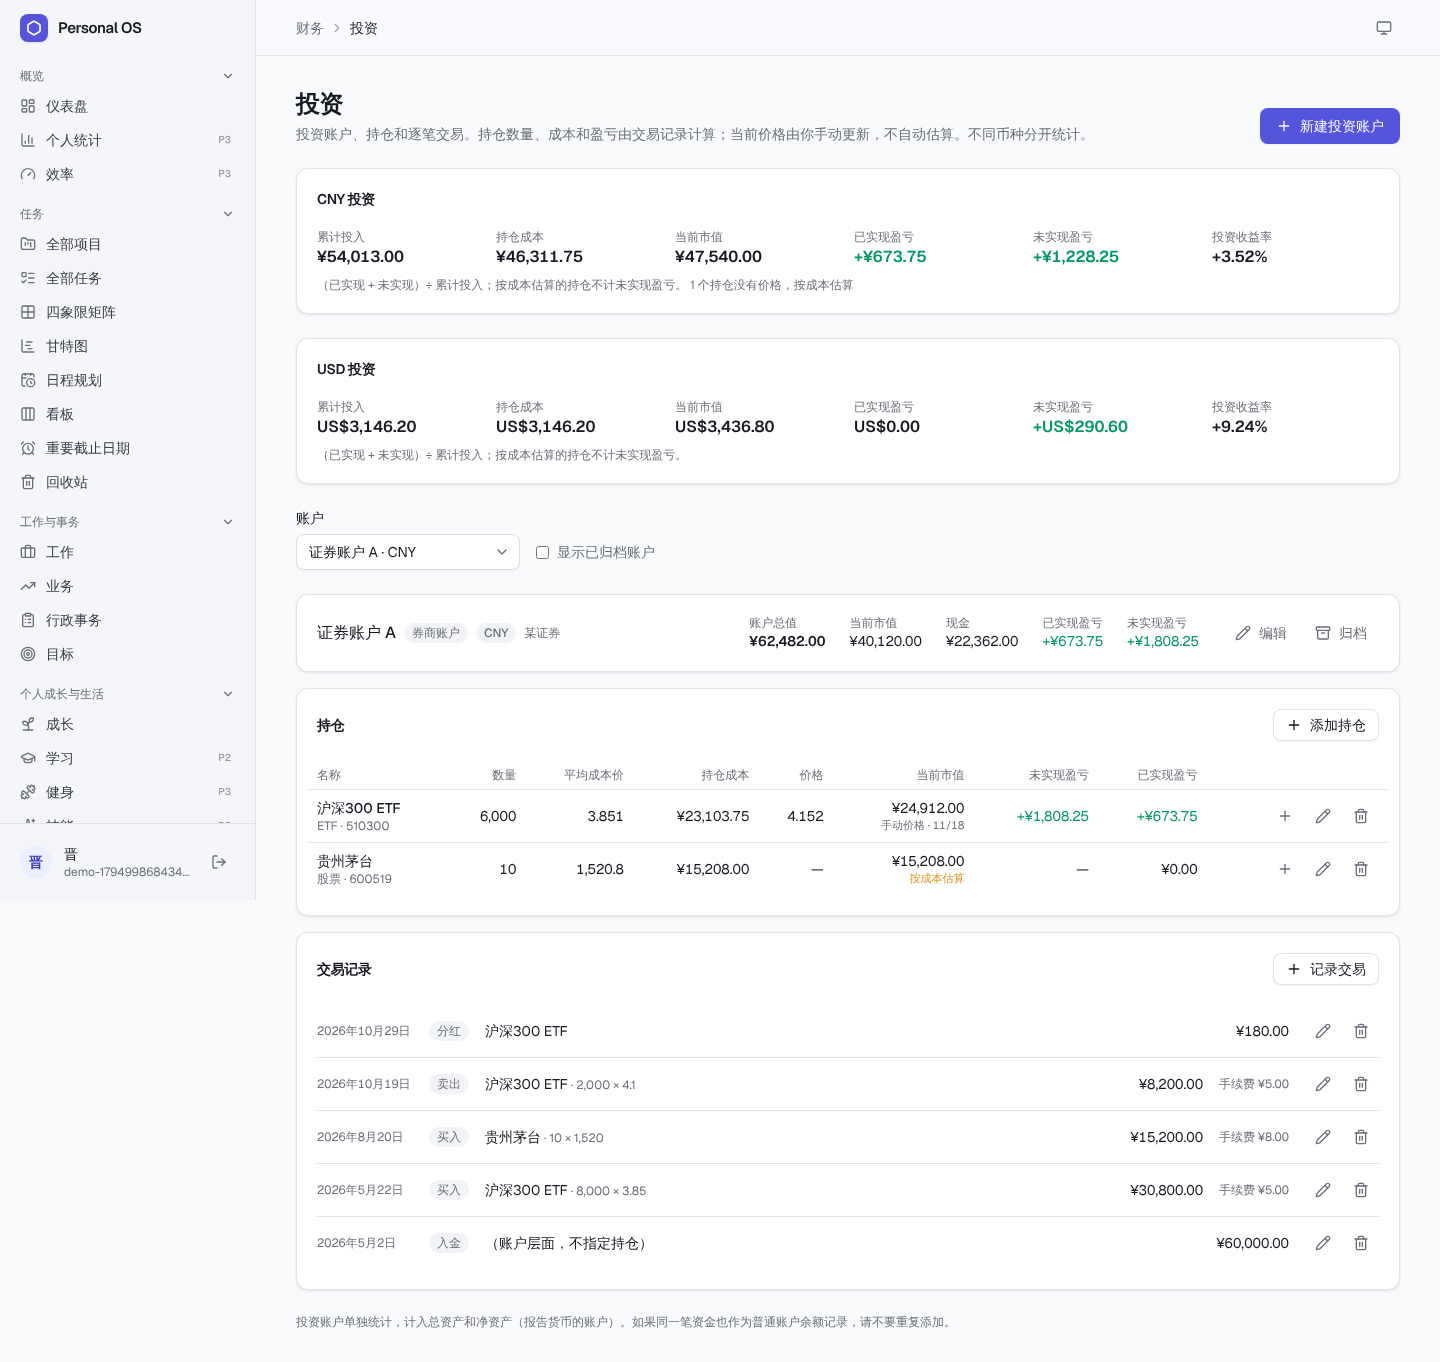 Personal OS
概览
仪表盘
个人统计 P3
效率 P3
任务
全部项目
全部任务
四象限矩阵
甘特图
日程规划
看板
重要截止日期
回收站
工作与事务
工作
业务
行政事务
目标
个人成长与生活
成长
学习 P2
健身 P3
晋 晋
demo-179499868434...
财务 > 投资
投资
投资账户、持仓和逐笔交易。持仓数量、成本和盈亏由交易记录计算；当前价格由你手动更新，不自动估算。不同币种分开统计。
新建投资账户
CNY 投资
累计投入 持仓成本 当前市值 已实现盈亏 未实现盈亏 投资收益率
¥54,013.00 ¥46,311.75 ¥47,540.00 +¥673.75 +¥1,228.25 +3.52%
（已实现 + 未实现）÷ 累计投入；按成本估算的持仓不计未实现盈亏。 1 个持仓没有价格，按成本估算
USD 投资
累计投入 持仓成本 当前市值 已实现盈亏 未实现盈亏 投资收益率
US$3,146.20 US$3,146.20 US$3,436.80 US$0.00 +US$290.60 +9.24%
（已实现 + 未实现）÷ 累计投入；按成本估算的持仓不计未实现盈亏。
账户
证券账户 A · CNY 显示已归档账户
证券账户 A 券商账户 CNY 某证券
账户总值 当前市值 现金 已实现盈亏 未实现盈亏
¥62,482.00 ¥40,120.00 ¥22,362.00 +¥673.75 +¥1,808.25
编辑 归档
持仓 添加持仓
名称 数量 平均成本价 持仓成本 价格 当前市值 未实现盈亏 已实现盈亏
沪深300 ETF 6,000 3.851 ¥23,103.75 4.152 ¥24,912.00 +¥1,808.25 +¥673.75
ETF · 510300 手动价格 · 11/18
贵州茅台 10 1,520.8 ¥15,208.00 — ¥15,208.00 — ¥0.00
股票 · 600519 按成本估算
交易记录 记录交易
2026年10月29日 分红 沪深300 ETF ¥180.00
2026年10月19日 卖出 沪深300 ETF · 2,000 × 4.1 ¥8,200.00 手续费 ¥5.00
2026年8月20日 买入 贵州茅台 · 10 × 1,520 ¥15,200.00 手续费 ¥8.00
2026年5月22日 买入 沪深300 ETF · 8,000 × 3.85 ¥30,800.00 手续费 ¥5.00
2026年5月2日 入金 （账户层面，不指定持仓） ¥60,000.00
投资账户单独统计，计入总资产和净资产（报告货币的账户）。如果同一笔资金也作为普通账户余额记录，请不要重复添加。